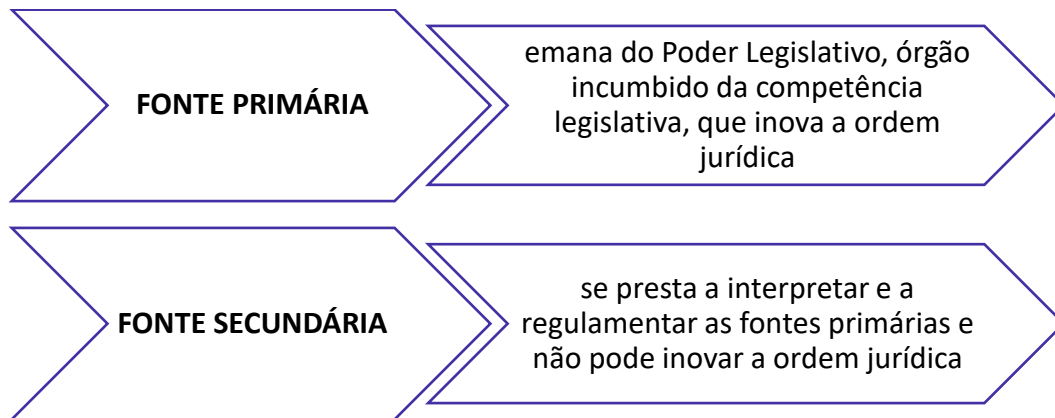 FONTE PRIMÁRIA
emana do Poder Legislativo, órgão
incumbido da competência
legislativa, que inova a ordem
jurídica
FONTE SECUNDÁRIA
se presta a interpretar e a
regulamentar as fontes primárias e
não pode inovar a ordem jurídica